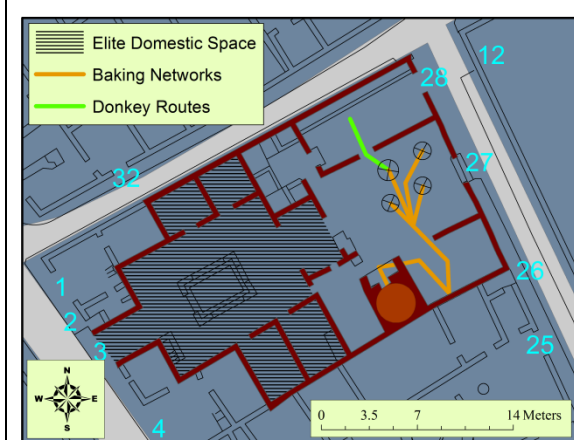 Elite Domestic Space
Baking Networks
Donkey Routes
12
28
32
27
1
26
2
3
25
4
N
W E
S
0 3.5 7 14 Meters